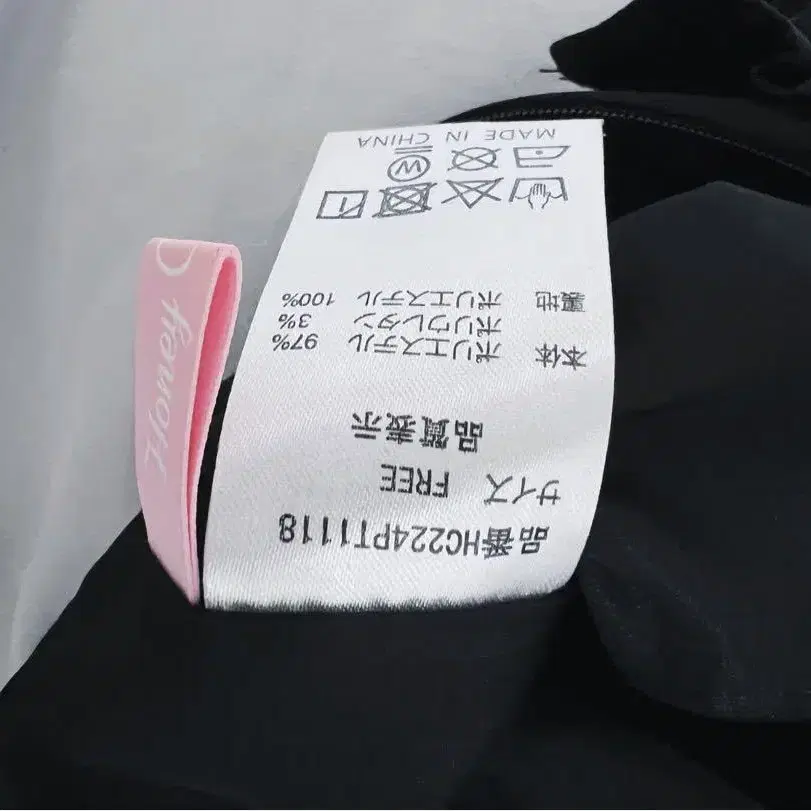 品番HC224PT1118
サイズ FREE
品質表示
本体 ポリエステル 97%
ポリウレタン 3%
裏地 ポリエステル 100%
MADE IN CHINA
Honey